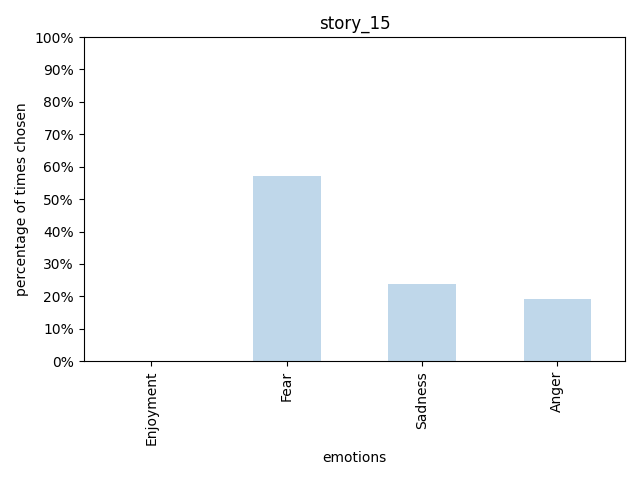 story_15
100%
90%
80%
70%
60%
50%
40%
30%
20%
10%
0%
percentage of times chosen
Enjoyment
Fear
Sadness
Anger
emotions